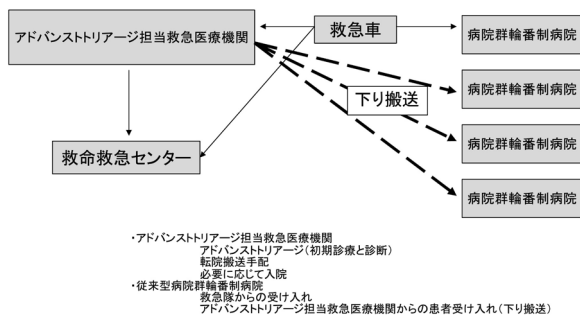 アドバンストトリアージ担当救急医療機関
救急車
病院群輪番制病院
病院群輪番制病院
下り搬送
病院群輪番制病院
救命救急センター
病院群輪番制病院
・アドバンストトリアージ担当救急医療機関
アドバンストトリアージ(初期診療と診断)
転院搬送手配
必要に応じて入院
・従来型病院群輪番制病院
救急隊からの受け入れ
アドバンストトリアージ担当救急医療機関からの患者受け入れ(下り搬送)